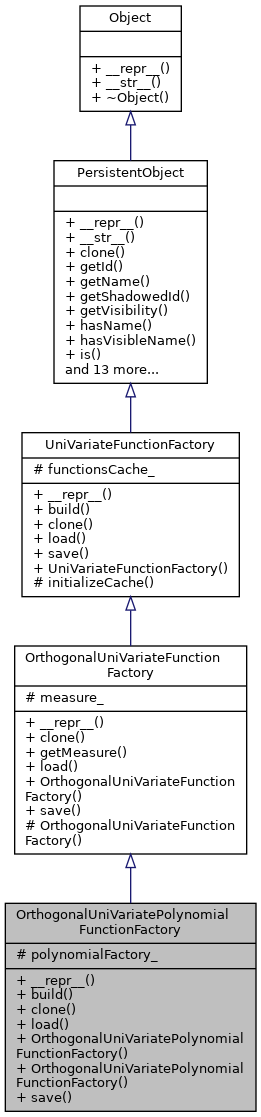 Object
+ __repr__()
+ __str__()
+ ~Object()
PersistentObject
+ __repr__()
+ __str__()
+ clone()
+ getId()
+ getName()
+ getShadowedId()
+ getVisibility()
+ hasName()
+ hasVisibleName()
+ is()
and 13 more...
UniVariateFunctionFactory
# functionsCache_
+ __repr__()
+ build()
+ clone()
+ load()
+ save()
+ UniVariateFunctionFactory()
# initializeCache()
OrthogonalUniVariateFunction
Factory
# measure_
+ __repr__()
+ clone()
+ getMeasure()
+ load()
+ OrthogonalUniVariateFunction
Factory()
+ save()
# OrthogonalUniVariateFunction
Factory()
OrthogonalUniVariatePolynomial
FunctionFactory
# polynomialFactory_
+ __repr__()
+ build()
+ clone()
+ load()
+ OrthogonalUniVariatePolynomial
FunctionFactory()
+ OrthogonalUniVariatePolynomial
FunctionFactory()
+ save()